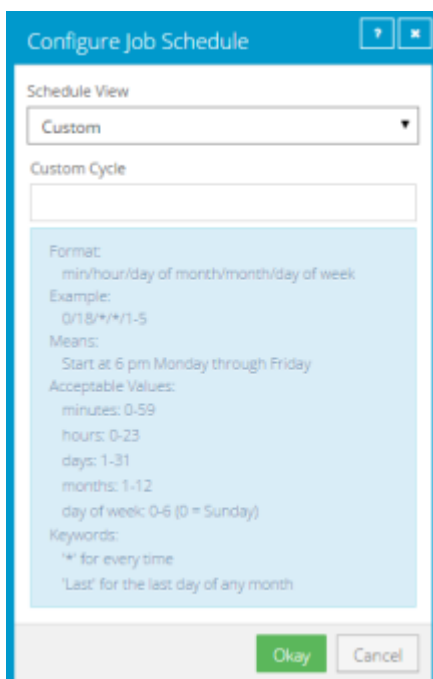 Configure Job Schedule
?
Schedule View
Custom
Custom Cycle
Format:
min/hour/day of month/month/day of week
Example:
0/18/*/*/1-5
Means:
Start at 6 pm Monday through Friday
Acceptable Values:
minutes: 0-59
hours: 0-23
days: 1-31
months: 1-12
day of week: 0-6 (0 = Sunday)
Keywords:
'*' for every time
'Last' for the last day of any month
Okay Cancel